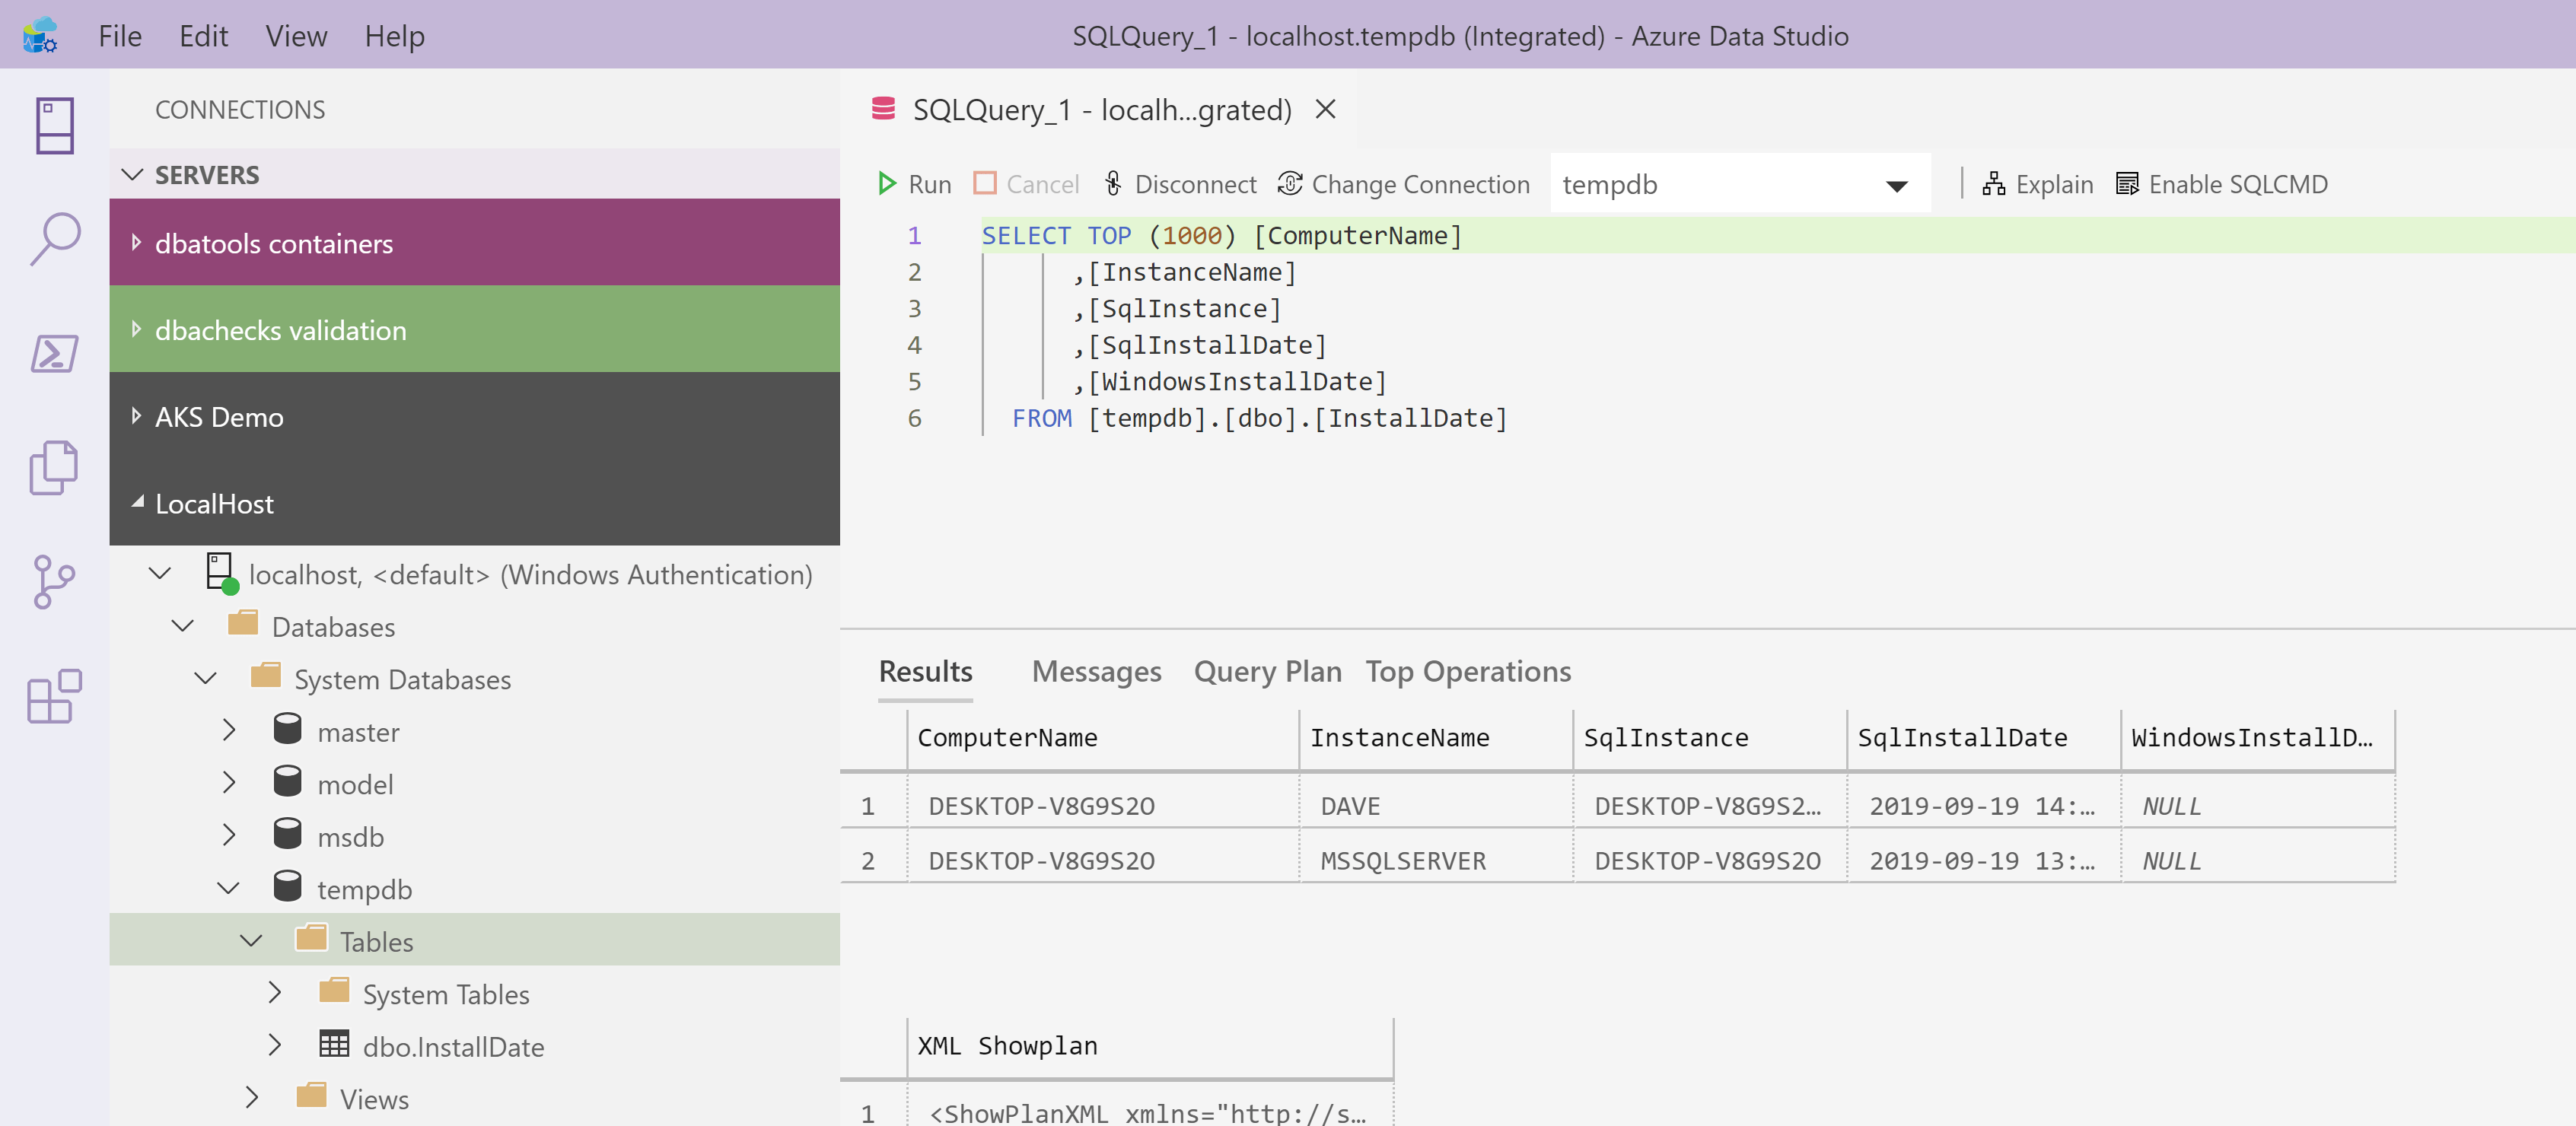 File Edit View Help
SQLQuery_1 - localhost.tempdb (Integrated) - Azure Data Studio
CONNECTIONS
SERVERS
dbatools containers
dbachecks validation
AKS Demo
LocalHost
localhost, <default> (Windows Authentication)
Databases
System Databases
master
model
msdb
tempdb
Tables
System Tables
dbo.InstallDate
Views
SQLQuery_1 - localh...grated)
Run Cancel Disconnect Change Connection tempdb Explain Enable SQLCMD
1 SELECT TOP (1000) [ComputerName]
2 ,[InstanceName]
3 ,[SqlInstance]
4 ,[SqlInstallDate]
5 ,[WindowsInstallDate]
6 FROM [tempdb].[dbo].[InstallDate]
Results Messages Query Plan Top Operations
ComputerName InstanceName SqlInstance SqlInstallDate WindowsInstallD...
1 DESKTOP-V8G9S2O DAVE DESKTOP-V8G9S2... 2019-09-19 14:... NULL
2 DESKTOP-V8G9S2O MSSQLSERVER DESKTOP-V8G9S2O 2019-09-19 13:... NULL
XML Showplan
1 <ShowPlanXML xmlns="http://s...